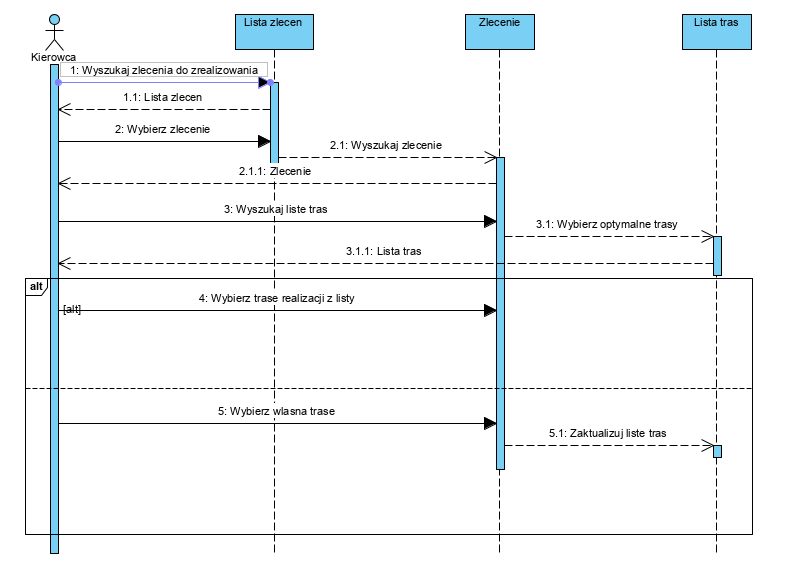 Lista zlecen
Zlecenie
Lista tras
Kierowca
1: Wyszukaj zlecenia do zrealizowania
1.1: Lista zlecen
2: Wybierz zlecenie
2.1: Wyszukaj zlecenie
2.1.1: Zlecenie
3: Wyszukaj liste tras
3.1: Wybierz optymalne trasy
3.1.1: Lista tras
alt
4: Wybierz trase realizacji z listy
[alt]
5: Wybierz wlasna trase
5.1: Zaktualizuj liste tras